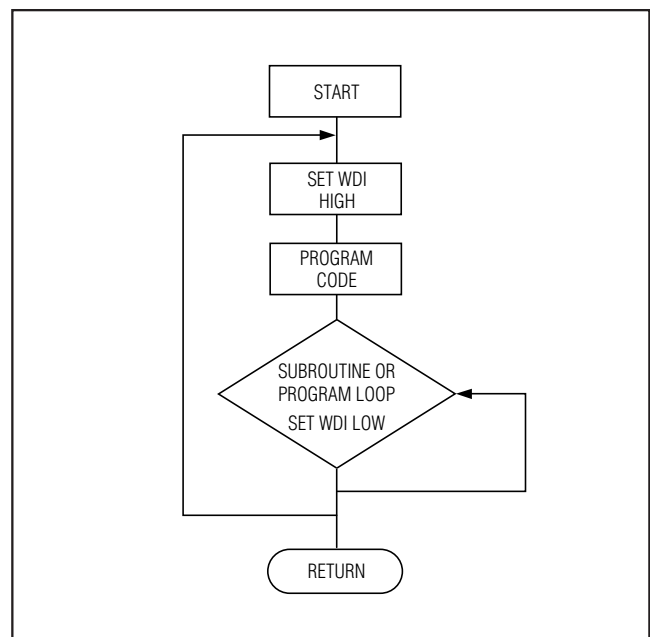 START
SET WDI
HIGH
PROGRAM
CODE
SUBROUTINE OR
PROGRAM LOOP
SET WDI LOW
RETURN